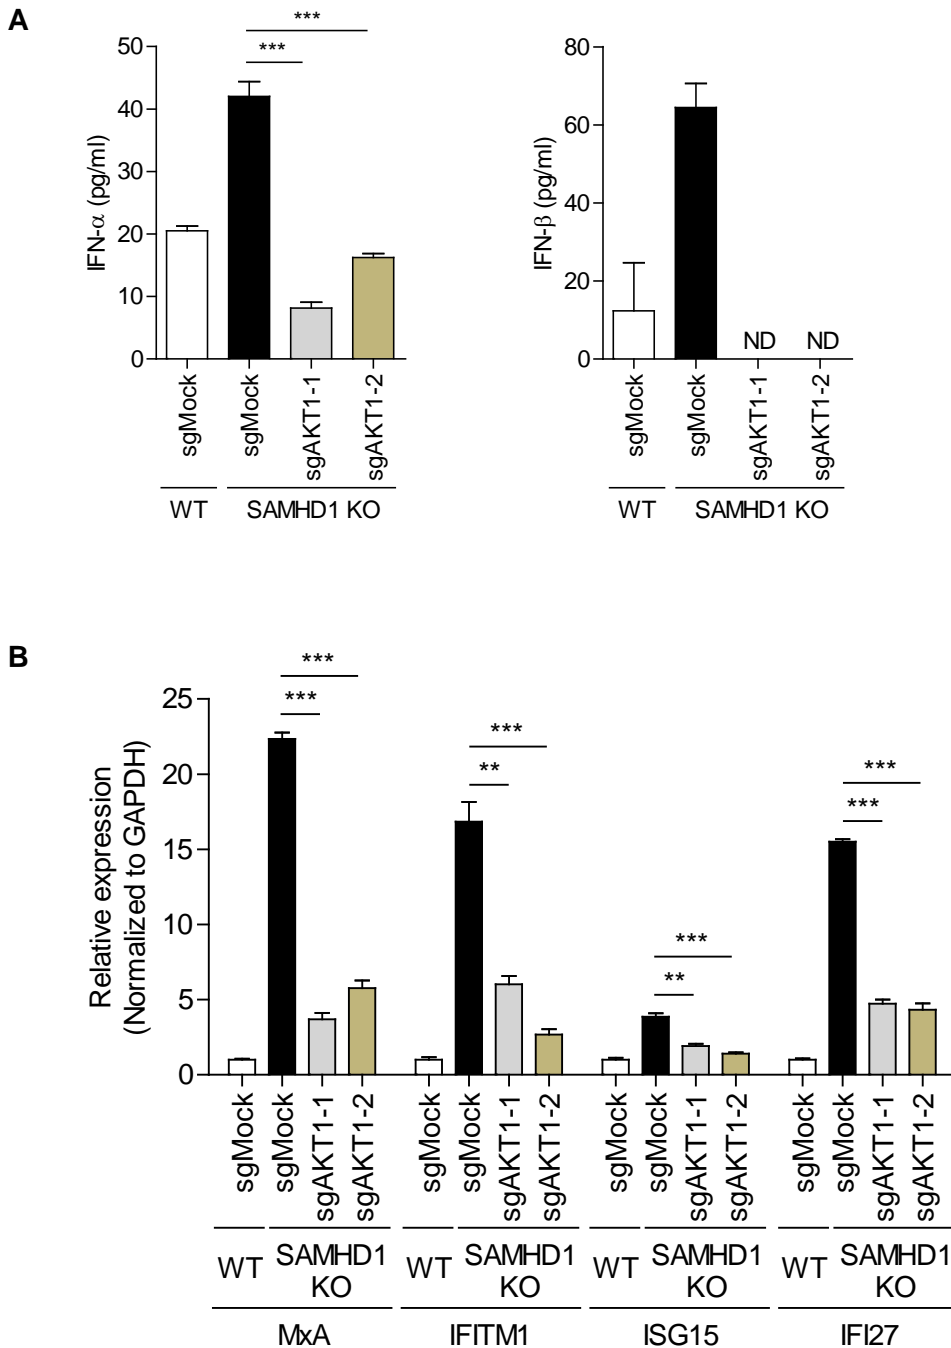 A
***
***
50
40
30
20
10
0
IFN-α (pg/ml)
sgMock
sgMock
sgAKT1-1
sgAKT1-2
WT
SAMHD1 KO
80
60
40
20
0
IFN-β (pg/ml)
ND
ND
sgMock
sgMock
sgAKT1-1
sgAKT1-2
WT
SAMHD1 KO
B
***
***
***
**
***
**
***
***
25
20
15
10
5
0
Relative expression
(Normalized to GAPDH)
sgMock
sgMock
sgAKT1-1
sgAKT1-2
sgMock
sgMock
sgAKT1-1
sgAKT1-2
sgMock
sgMock
sgAKT1-1
sgAKT1-2
sgMock
sgMock
sgAKT1-1
sgAKT1-2
WT
SAMHD1
KO
WT
SAMHD1
KO
WT
SAMHD1
KO
WT
SAMHD1
KO
MxA
IFITM1
ISG15
IFI27